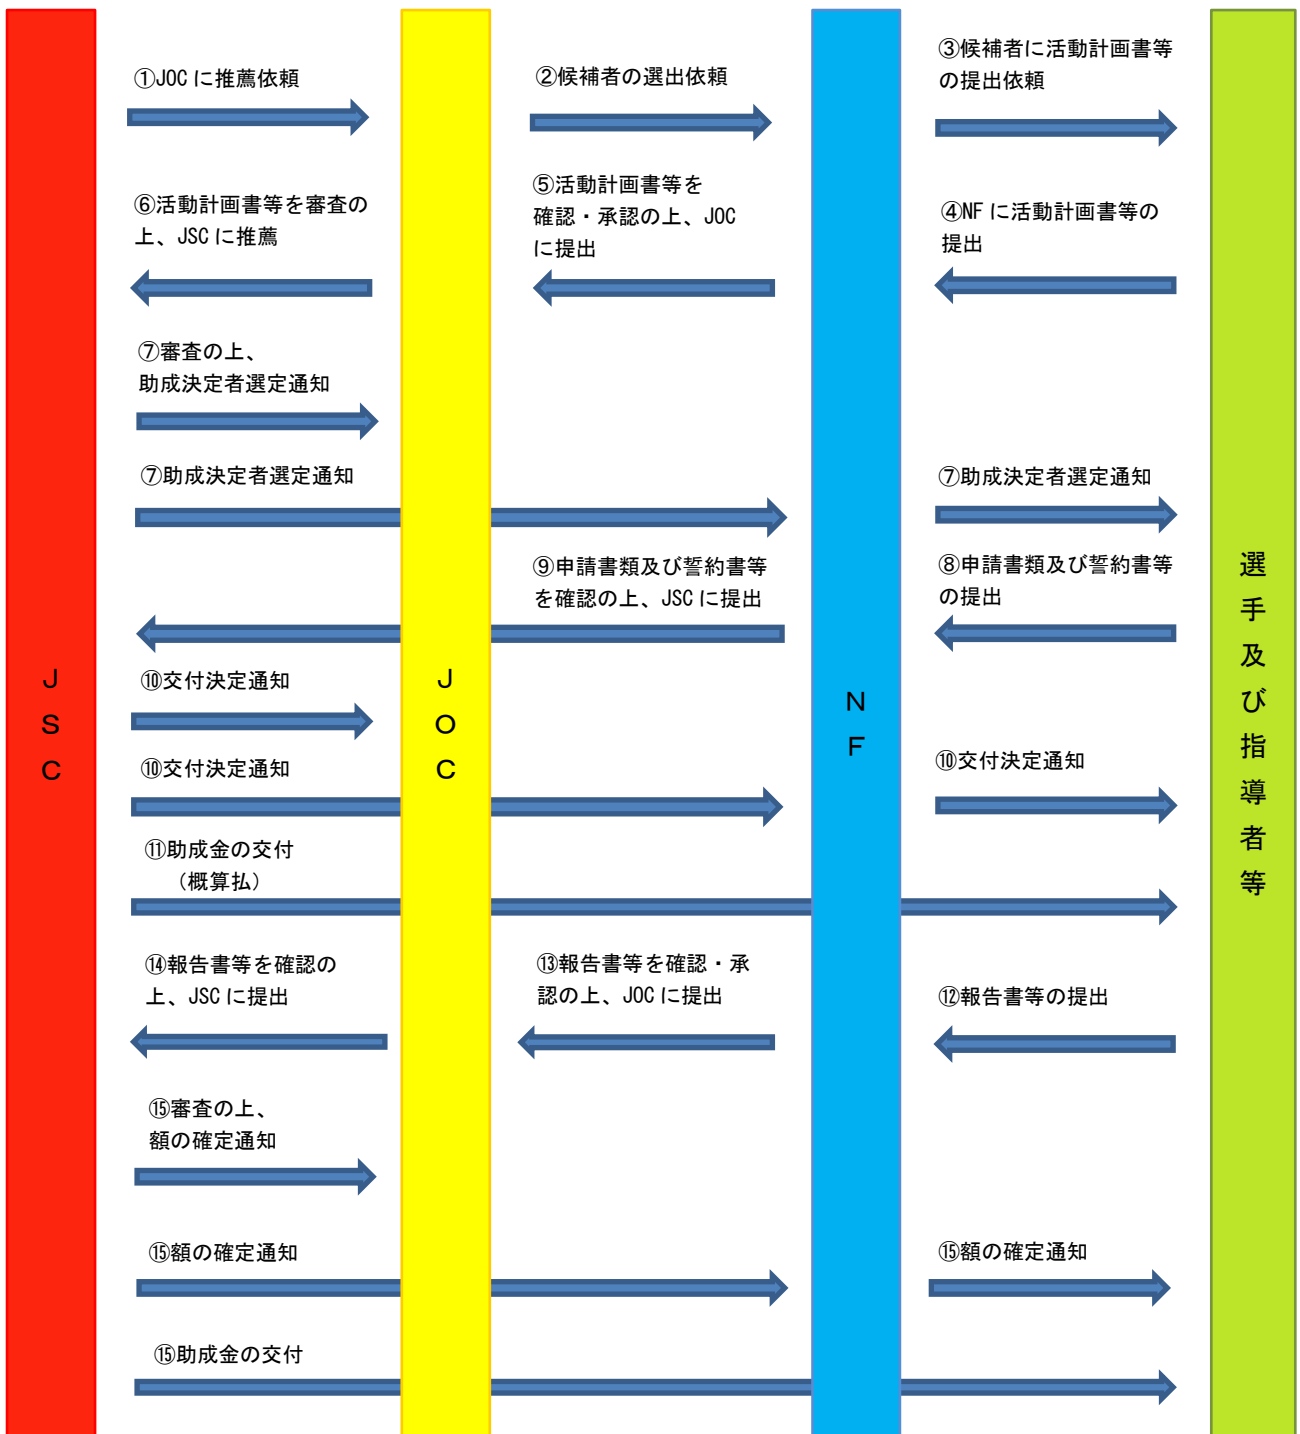 ①JOCに推薦依頼
②候補者の選出依頼
③候補者に活動計画書等
の提出依頼
⑥活動計画書等を審査の
上、JSCに推薦
⑤活動計画書等を
確認・承認の上、JOC
に提出
④NFに活動計画書等の
提出
⑦審査の上、
助成決定者選定通知
⑦助成決定者選定通知
⑦助成決定者選定通知
⑨申請書類及び誓約書等
を確認の上、JSCに提出
⑧申請書類及び誓約書等
の提出
JSC
JOC
NF
選手及び指導者等
⑩交付決定通知
⑩交付決定通知
⑩交付決定通知
⑪助成金の交付
（概算払）
⑭報告書等を確認の
上、JSCに提出
⑬報告書等を確認・承
認の上、JOCに提出
⑫報告書等の提出
⑮審査の上、
額の確定通知
⑮額の確定通知
⑮額の確定通知
⑮助成金の交付